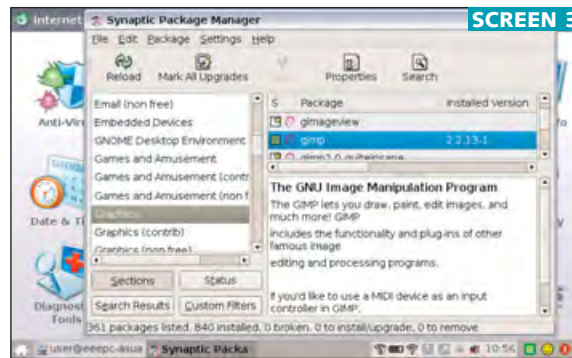 Internet
Synaptic Package Manager
SCREEN 3
File Edit Package Settings Help
Reload Mark All Upgrades Properties Search
Anti-Vir
Date & Ti
Diagnost
Tools
Email (non free)
Embedded Devices
GNOME Desktop Environment
Games and Amusement
Games and Amusement (contr
Games and Amusement (non f
Graphics
Graphics (contrib)
Graphics (non free)
Sections Status
Search Results Custom Filters
S Package Installed Version
gimageview
gimp 2.2.13-1
The GNU Image Manipulation Program
The GIMP lets you draw, paint, edit images, and
much more! GIMP
includes the functionality and plug-ins of other
famous image
editing and processing programs.
If you'd like to use a MIDI device as an input
controller in GIMP,
361 packages listed, 840 installed, 0 broken. 0 to install/upgrade, 0 to remove
user@eeepc-asus Synaptic Packa 10:56